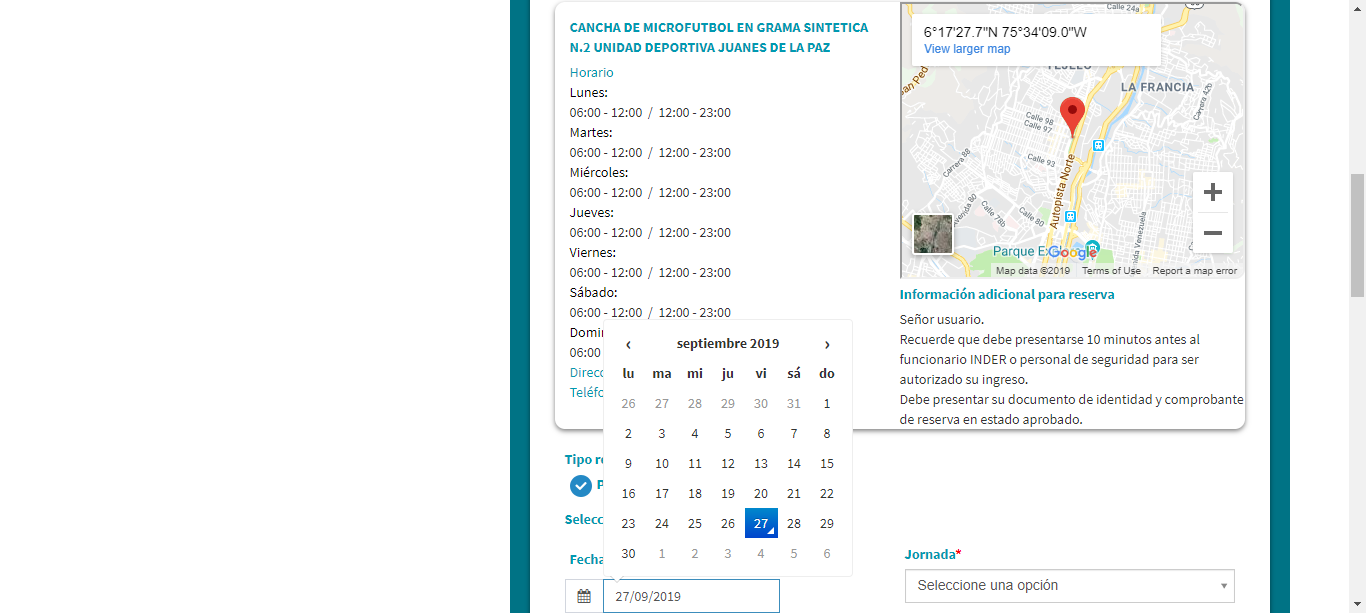 CANCHA DE MICROFUTBOL EN GRAMA SINTETICA
N.2 UNIDAD DEPORTIVA JUANES DE LA PAZ
Horario
Lunes:
06:00 - 12:00 / 12:00 - 23:00
Martes:
06:00 - 12:00 / 12:00 - 23:00
Miércoles:
06:00 - 12:00 / 12:00 - 23:00
Jueves:
06:00 - 12:00 / 12:00 - 23:00
Viernes:
06:00 - 12:00 / 12:00 - 23:00
Sábado:
06:00 - 12:00 / 12:00 - 23:00
Domin
06:00
Direcc
Teléfo
6°17'27.7"N 75°34'09.0"W
View larger map
Calle 24a
LA FRANCIA
Carrera 42b
Calle 98
Calle 97
Calle 93
Carrera 88
Avenida 80
Calle 78b
Calle 80
Autopista Norte
Parque Ex
Google
Map data ©2019 Terms of Use Report a map error
Información adicional para reserva
Señor usuario.
Recuerde que debe presentarse 10 minutos antes al
funcionario INDER o personal de seguridad para ser
autorizado su ingreso.
Debe presentar su documento de identidad y comprobante
de reserva en estado aprobado.
‹ septiembre 2019 ›
lu ma mi ju vi sá do
26 27 28 29 30 31 1
2 3 4 5 6 7 8
9 10 11 12 13 14 15
16 17 18 19 20 21 22
23 24 25 26 27 28 29
30 1 2 3 4 5 6
Tipo re
P
Selecc
Fecha
27/09/2019
Jornada*
Seleccione una opción